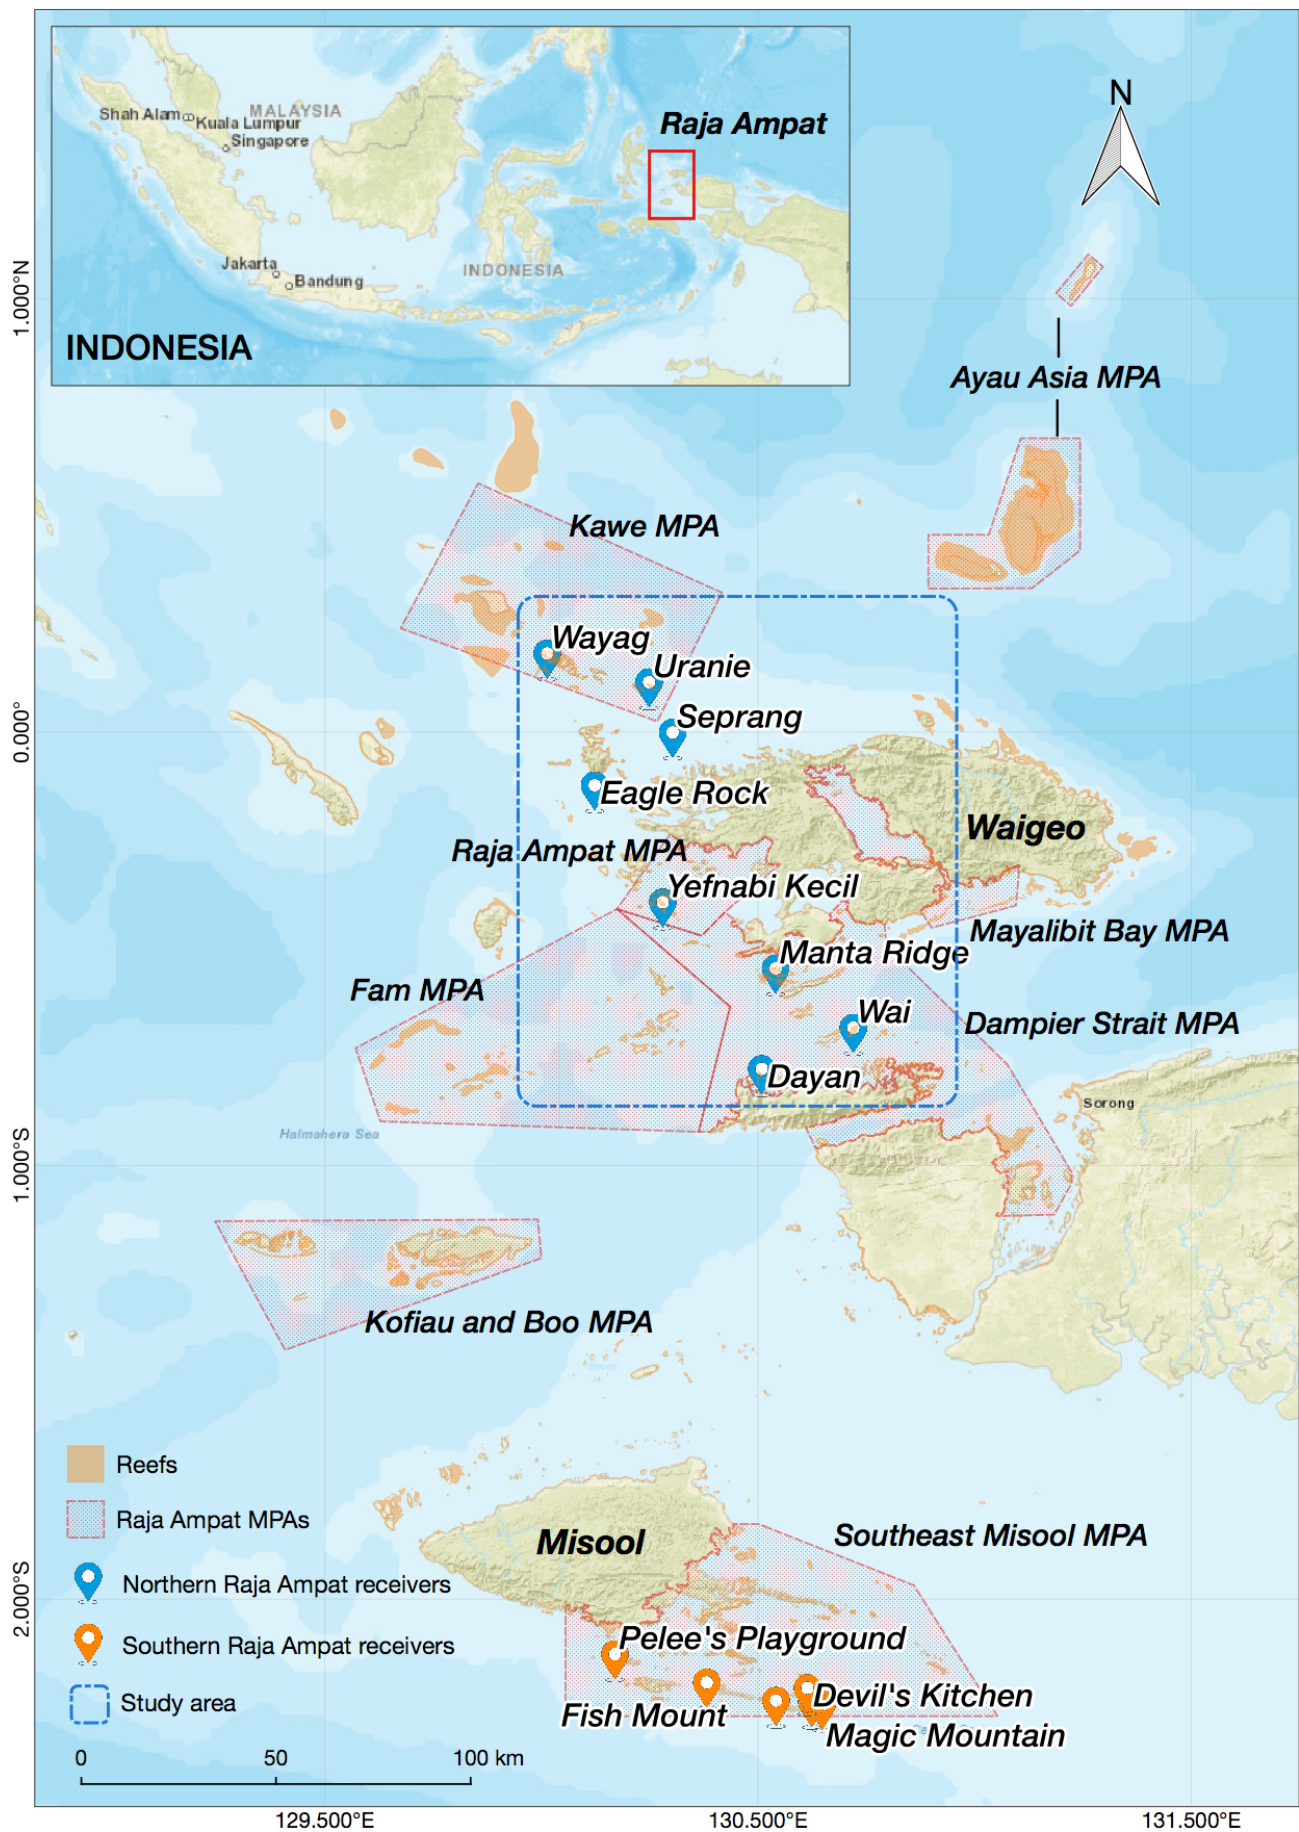 Shah Alam
MALAYSIA
Kuala Lumpur
Singapore
Raja Ampat
Jakarta
Bandung
INDONESIA
INDONESIA
N
1.000°N
Ayau Asia MPA
Kawe MPA
Wayag
Uranie
Seprang
0.000°
Eagle Rock
Waigeo
Raja Ampat MPA
Yefnabi Kecil
Mayalibit Bay MPA
Manta Ridge
Fam MPA
Wai
Dampier Strait MPA
Dayan
Sorong
Halmahera Sea
1.000°S
Kofiau and Boo MPA
Reefs
Raja Ampat MPAs
Northern Raja Ampat receivers
Southern Raja Ampat receivers
Study area
0 50 100 km
Misool
Southeast Misool MPA
2.000°S
Pelee's Playground
Devil's Kitchen
Fish Mount
Magic Mountain
129.500°E 130.500°E 131.500°E